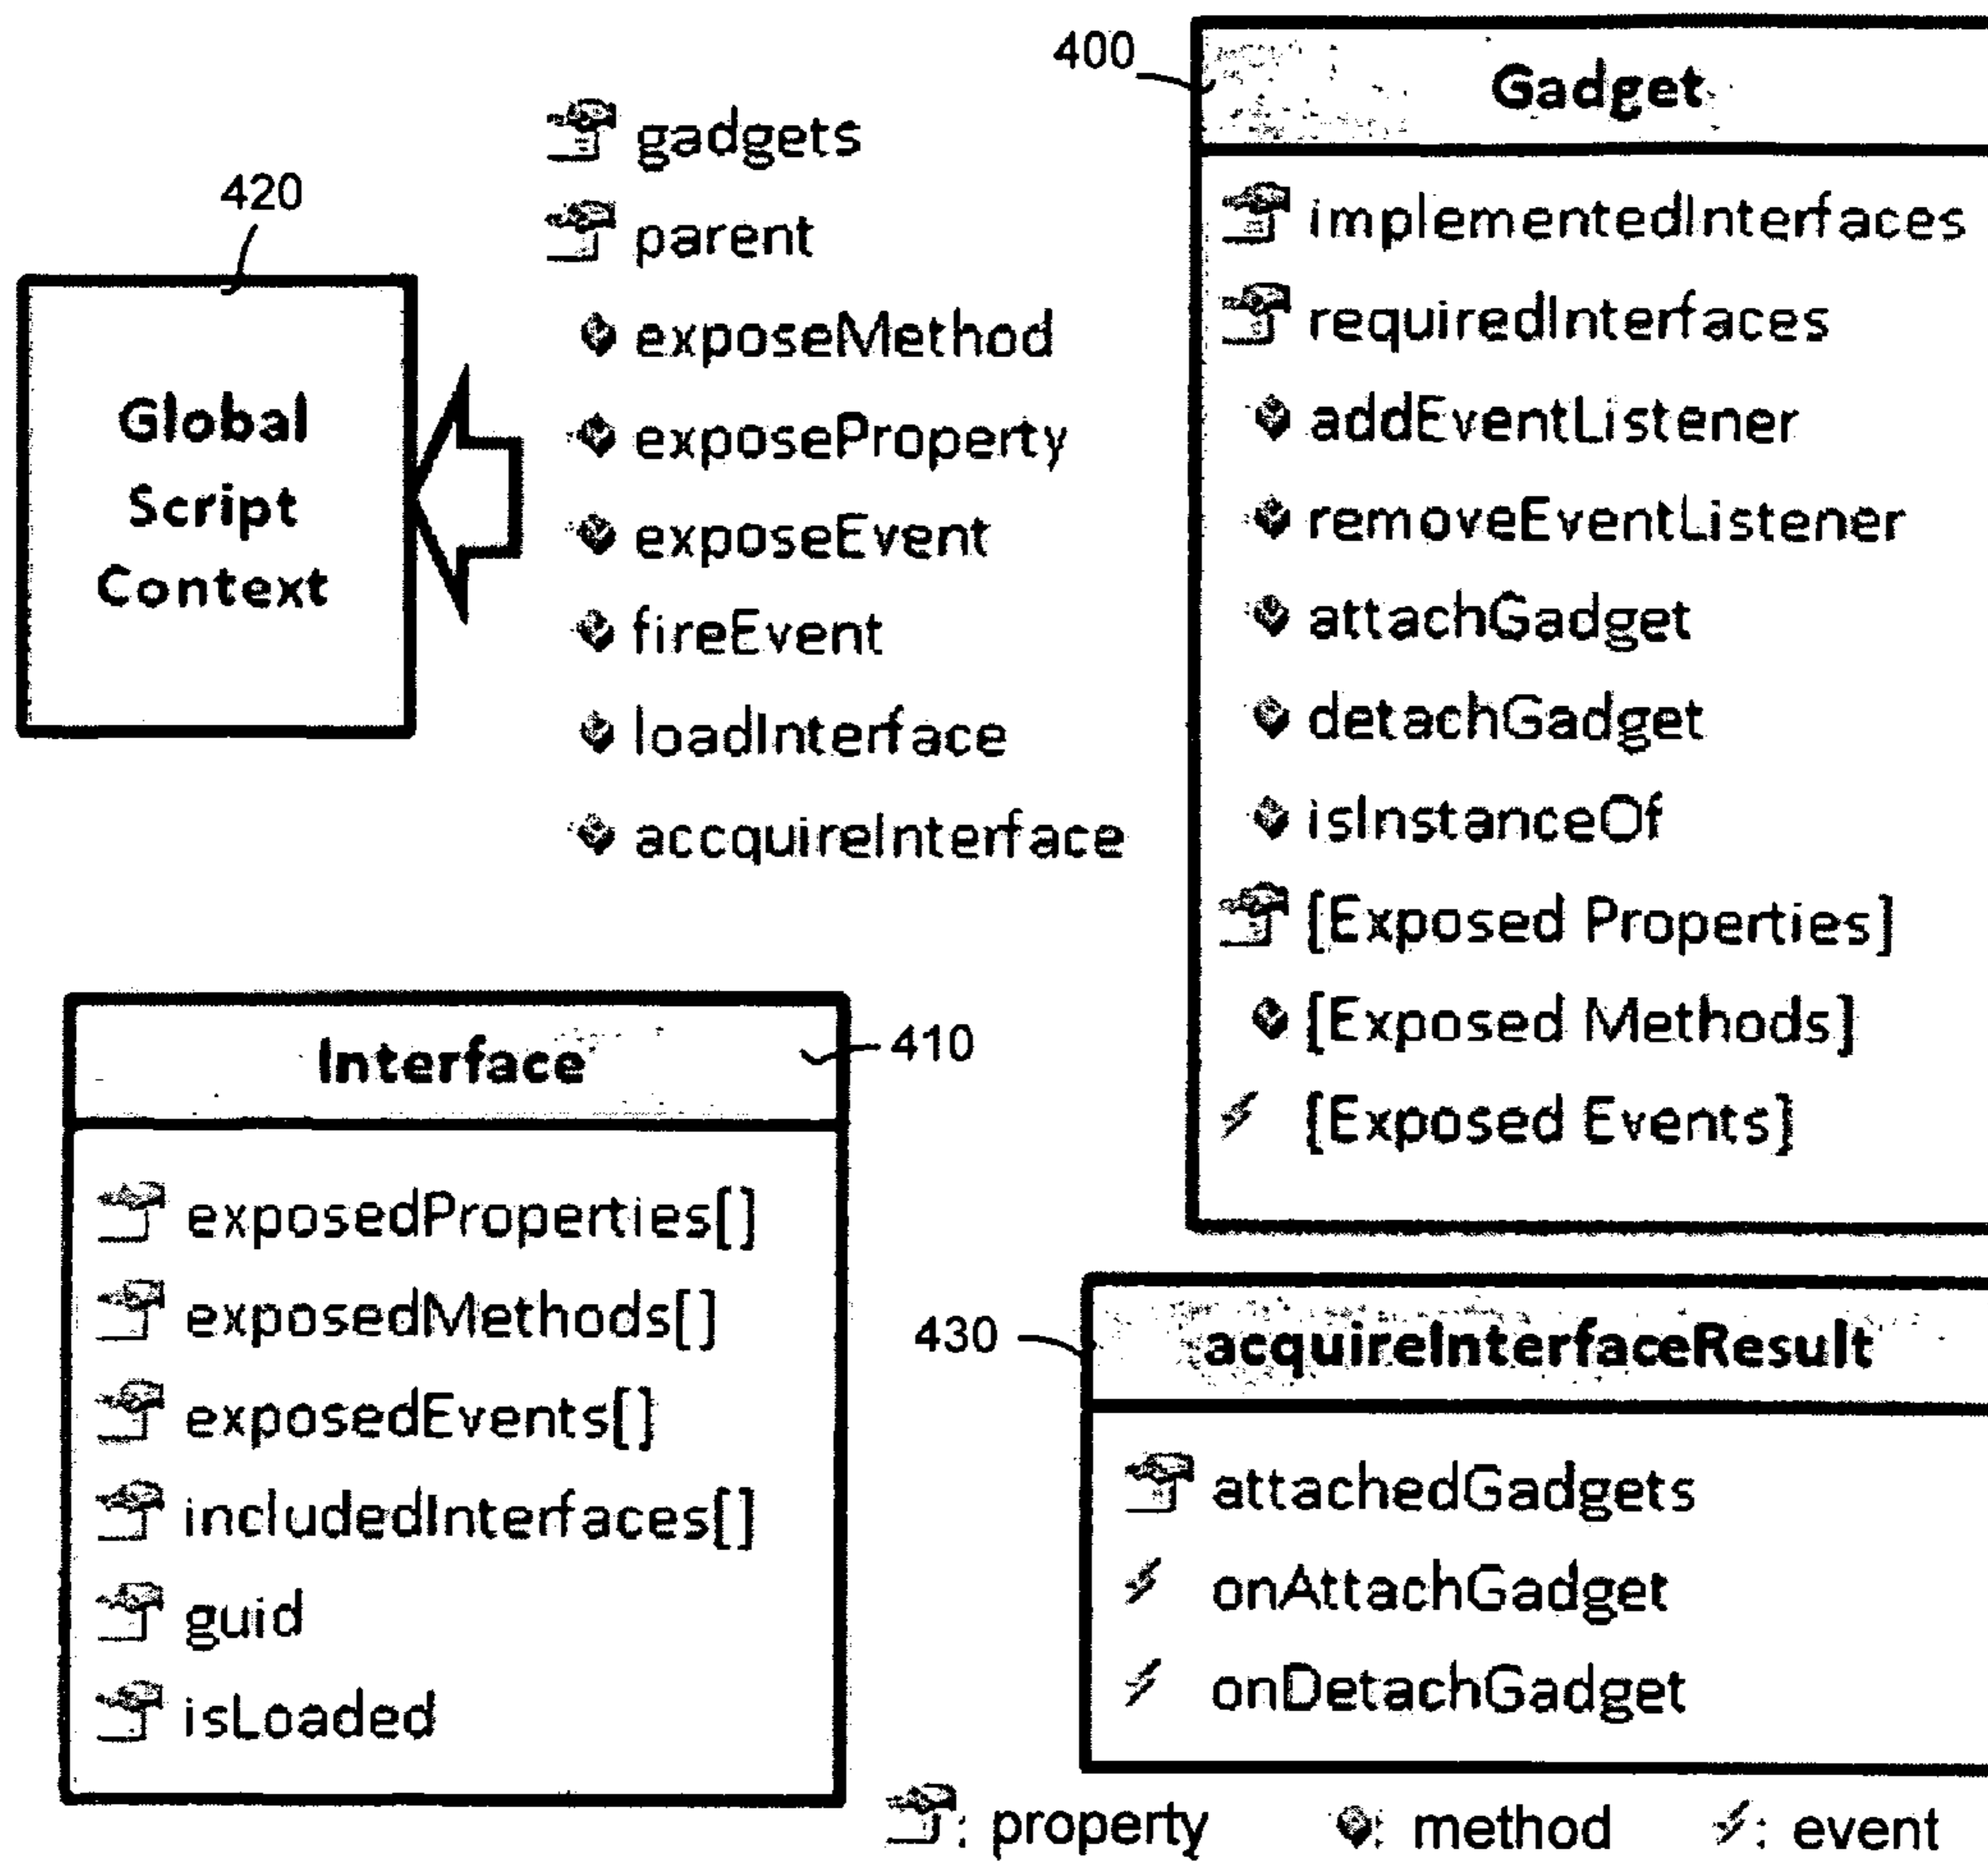 420
Global
Script
Context
gadgets
parent
exposeMethod
exposeProperty
exposeEvent
fireEvent
loadInterface
accquireInterface
400
Gadget
implementedInterfaces
requiredInterfaces
addEventListener
removeEventListener
attachGadget
detachGadget
isInstanceOf
[Exposed Properties]
[Exposed Methods]
[Exposed Events]
Interface
410
exposedProperties[]
exposedMethods[]
exposedEvents[]
includedInterfaces[]
guid
isLoaded
430
acquireInterfaceResult
attachedGadgets
onAttachGadget
onDetachGadget
: property : method : event